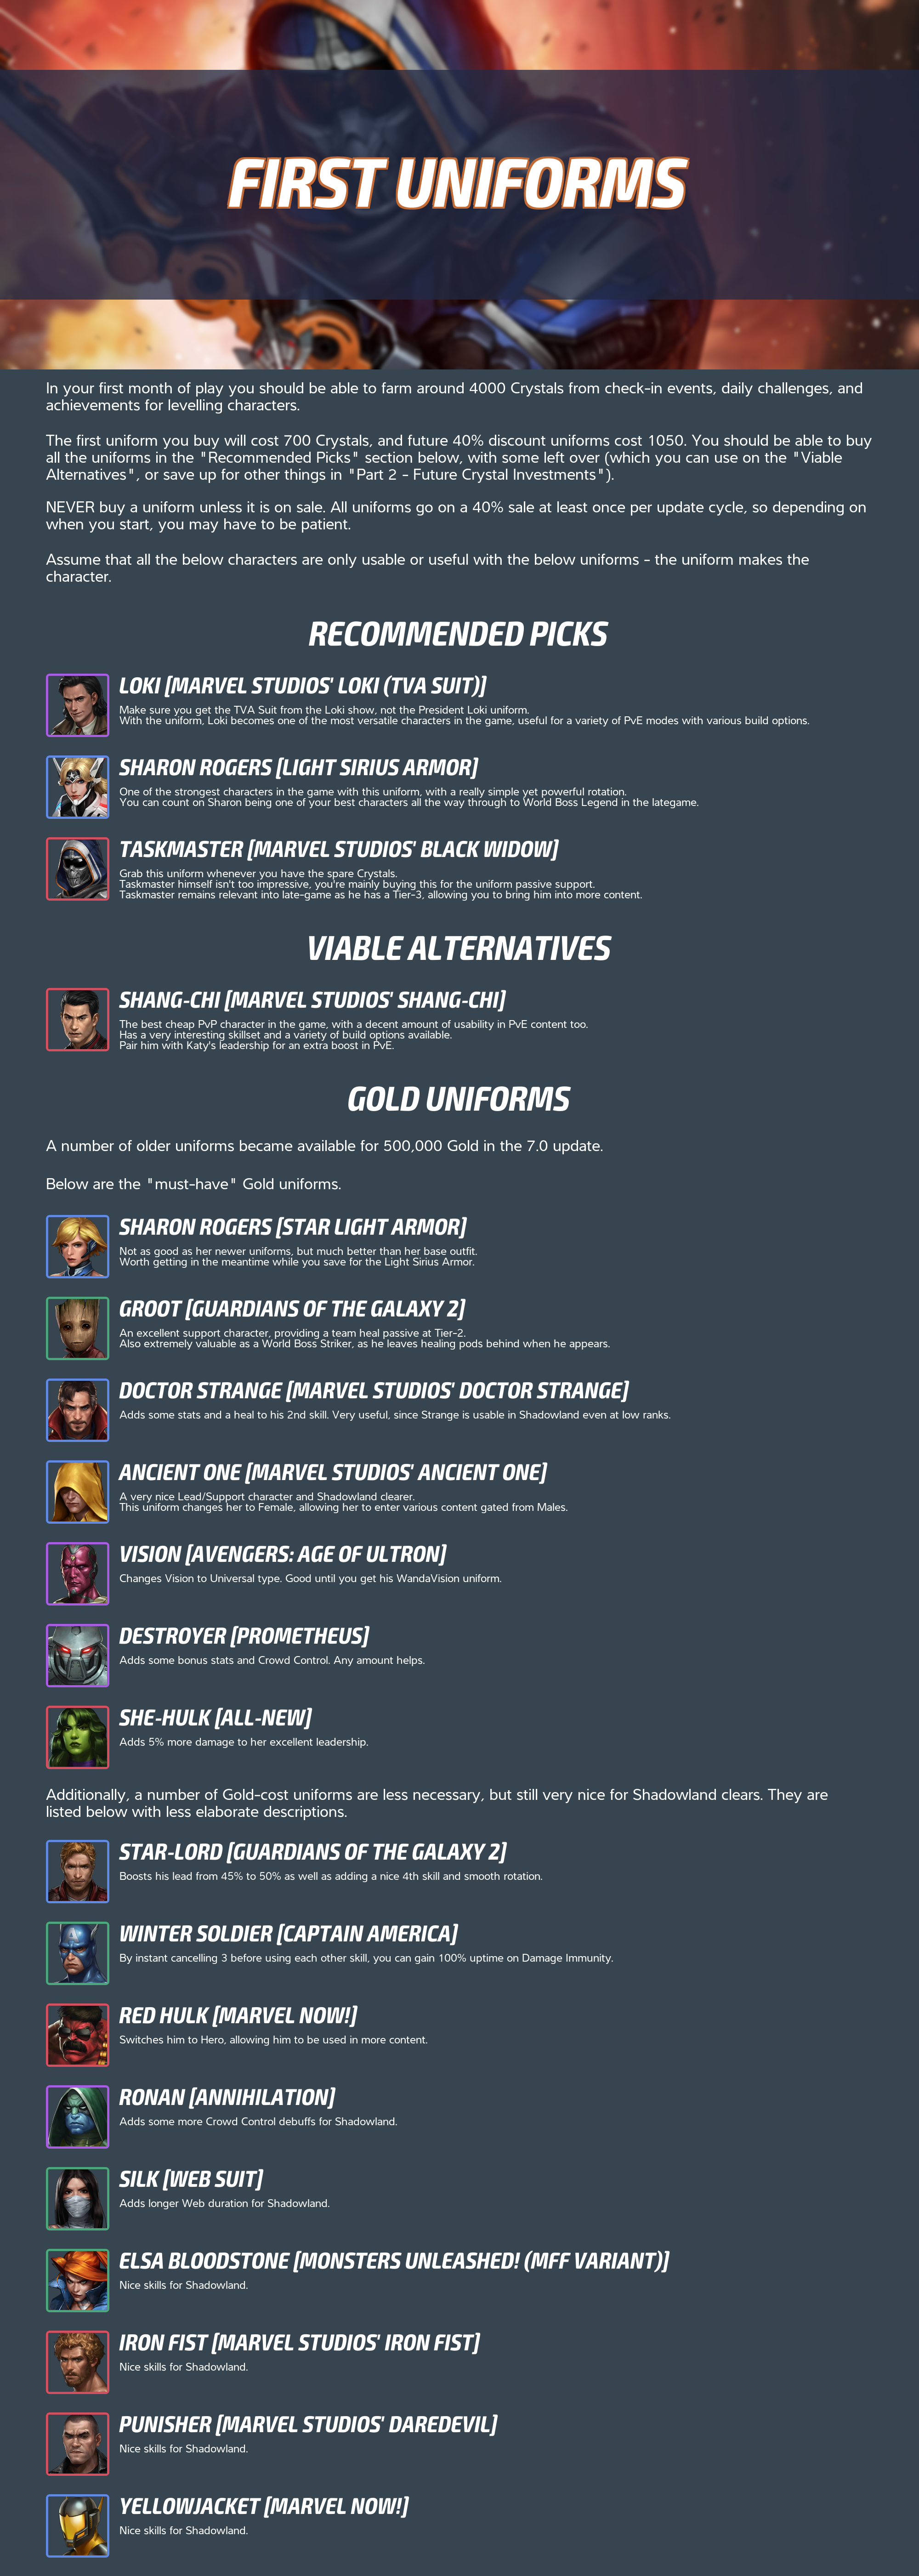 FIRST UNIFORMS
In your first month of play you should be able to farm around 4000 Crystals from check-in events, daily challenges, and
achievements for levelling characters.
The first uniform you buy will cost 700 Crystals, and future 40% discount uniforms cost 1050. You should be able to buy
all the uniforms in the "Recommended Picks" section below, with some left over (which you can use on the "Viable
Alternatives", or save up for other things in "Part 2 - Future Crystal Investments").
NEVER buy a uniform unless it is on sale. All uniforms go on a 40% sale at least once per update cycle, so depending on
when you start, you may have to be patient.
Assume that all the below characters are only usable or useful with the below uniforms - the uniform makes the
character.
RECOMMENDED PICKS
LOKI [MARVEL STUDIOS' LOKI (TVA SUIT)]
Make sure you get the TVA Suit from the Loki show, not the President Loki uniform.
With the uniform, Loki becomes one of the most versatile characters in the game, useful for a variety of PvE modes with various build options.
SHARON ROGERS [LIGHT SIRIUS ARMOR]
One of the strongest characters in the game with this uniform, with a really simple yet powerful rotation.
You can count on Sharon being one of your best characters all the way through to World Boss Legend in the lategame.
TASKMASTER [MARVEL STUDIOS' BLACK WIDOW]
Grab this uniform whenever you have the spare Crystals.
Taskmaster himself isn't too impressive, you're mainly buying this for the uniform passive support.
Taskmaster remains relevant into late-game as he has a Tier-3, allowing you to bring him into more content.
VIABLE ALTERNATIVES
SHANG-CHI [MARVEL STUDIOS' SHANG-CHI]
The best cheap PvP character in the game, with a decent amount of usability in PvE content too.
Has a very interesting skillset and a variety of build options available.
Pair him with Katy's leadership for an extra boost in PvE.
GOLD UNIFORMS
A number of older uniforms became available for 500,000 Gold in the 7.0 update.
Below are the "must-have" Gold uniforms.
SHARON ROGERS [STAR LIGHT ARMOR]
Not as good as her newer uniforms, but much better than her base outfit.
Worth getting in the meantime while you save for the Light Sirius Armor.
GROOT [GUARDIANS OF THE GALAXY 2]
An excellent support character, providing a team heal passive at Tier-2.
Also extremely valuable as a World Boss Striker, as he leaves healing pods behind when he appears.
DOCTOR STRANGE [MARVEL STUDIOS' DOCTOR STRANGE]
Adds some stats and a heal to his 2nd skill. Very useful, since Strange is usable in Shadowland even at low ranks.
ANCIENT ONE [MARVEL STUDIOS' ANCIENT ONE]
A very nice Lead/Support character and Shadowland clearer.
This uniform changes her to Female, allowing her to enter various content gated from Males.
VISION [AVENGERS: AGE OF ULTRON]
Changes Vision to Universal type. Good until you get his WandaVision uniform.
DESTROYER [PROMETHEUS]
Adds some bonus stats and Crowd Control. Any amount helps.
SHE-HULK [ALL-NEW]
Adds 5% more damage to her excellent leadership.
Additionally, a number of Gold-cost uniforms are less necessary, but still very nice for Shadowland clears. They are
listed below with less elaborate descriptions.
STAR-LORD [GUARDIANS OF THE GALAXY 2]
Boosts his lead from 45% to 50% as well as adding a nice 4th skill and smooth rotation.
WINTER SOLDIER [CAPTAIN AMERICA]
By instant cancelling 3 before using each other skill, you can gain 100% uptime on Damage Immunity.
RED HULK [MARVEL NOW!]
Switches him to Hero, allowing him to be used in more content.
RONAN [ANNIHILATION]
Adds some more Crowd Control debuffs for Shadowland.
SILK [WEB SUIT]
Adds longer Web duration for Shadowland.
ELSA BLOODSTONE [MONSTERS UNLEASHED! (MFF VARIANT)]
Nice skills for Shadowland.
IRON FIST [MARVEL STUDIOS' IRON FIST]
Nice skills for Shadowland.
PUNISHER [MARVEL STUDIOS' DAREDEVIL]
Nice skills for Shadowland.
YELLOWJACKET [MARVEL NOW!]
Nice skills for Shadowland.